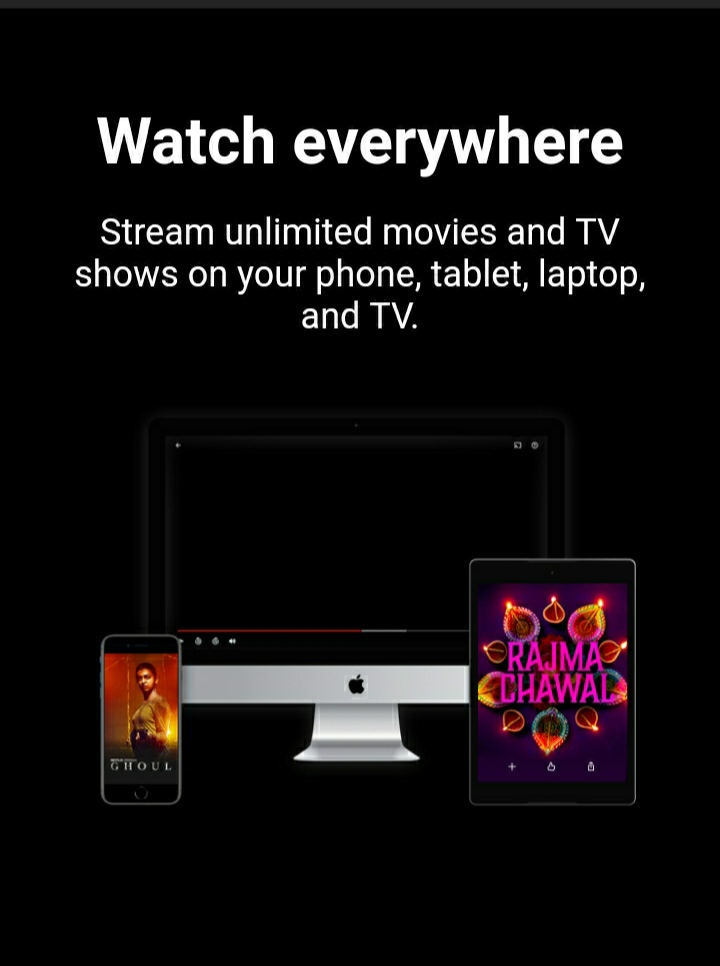 Watch everywhere
Stream unlimited movies and TV
shows on your phone, tablet, laptop,
and TV.
RAJMA
CHAWAL
GHOUL